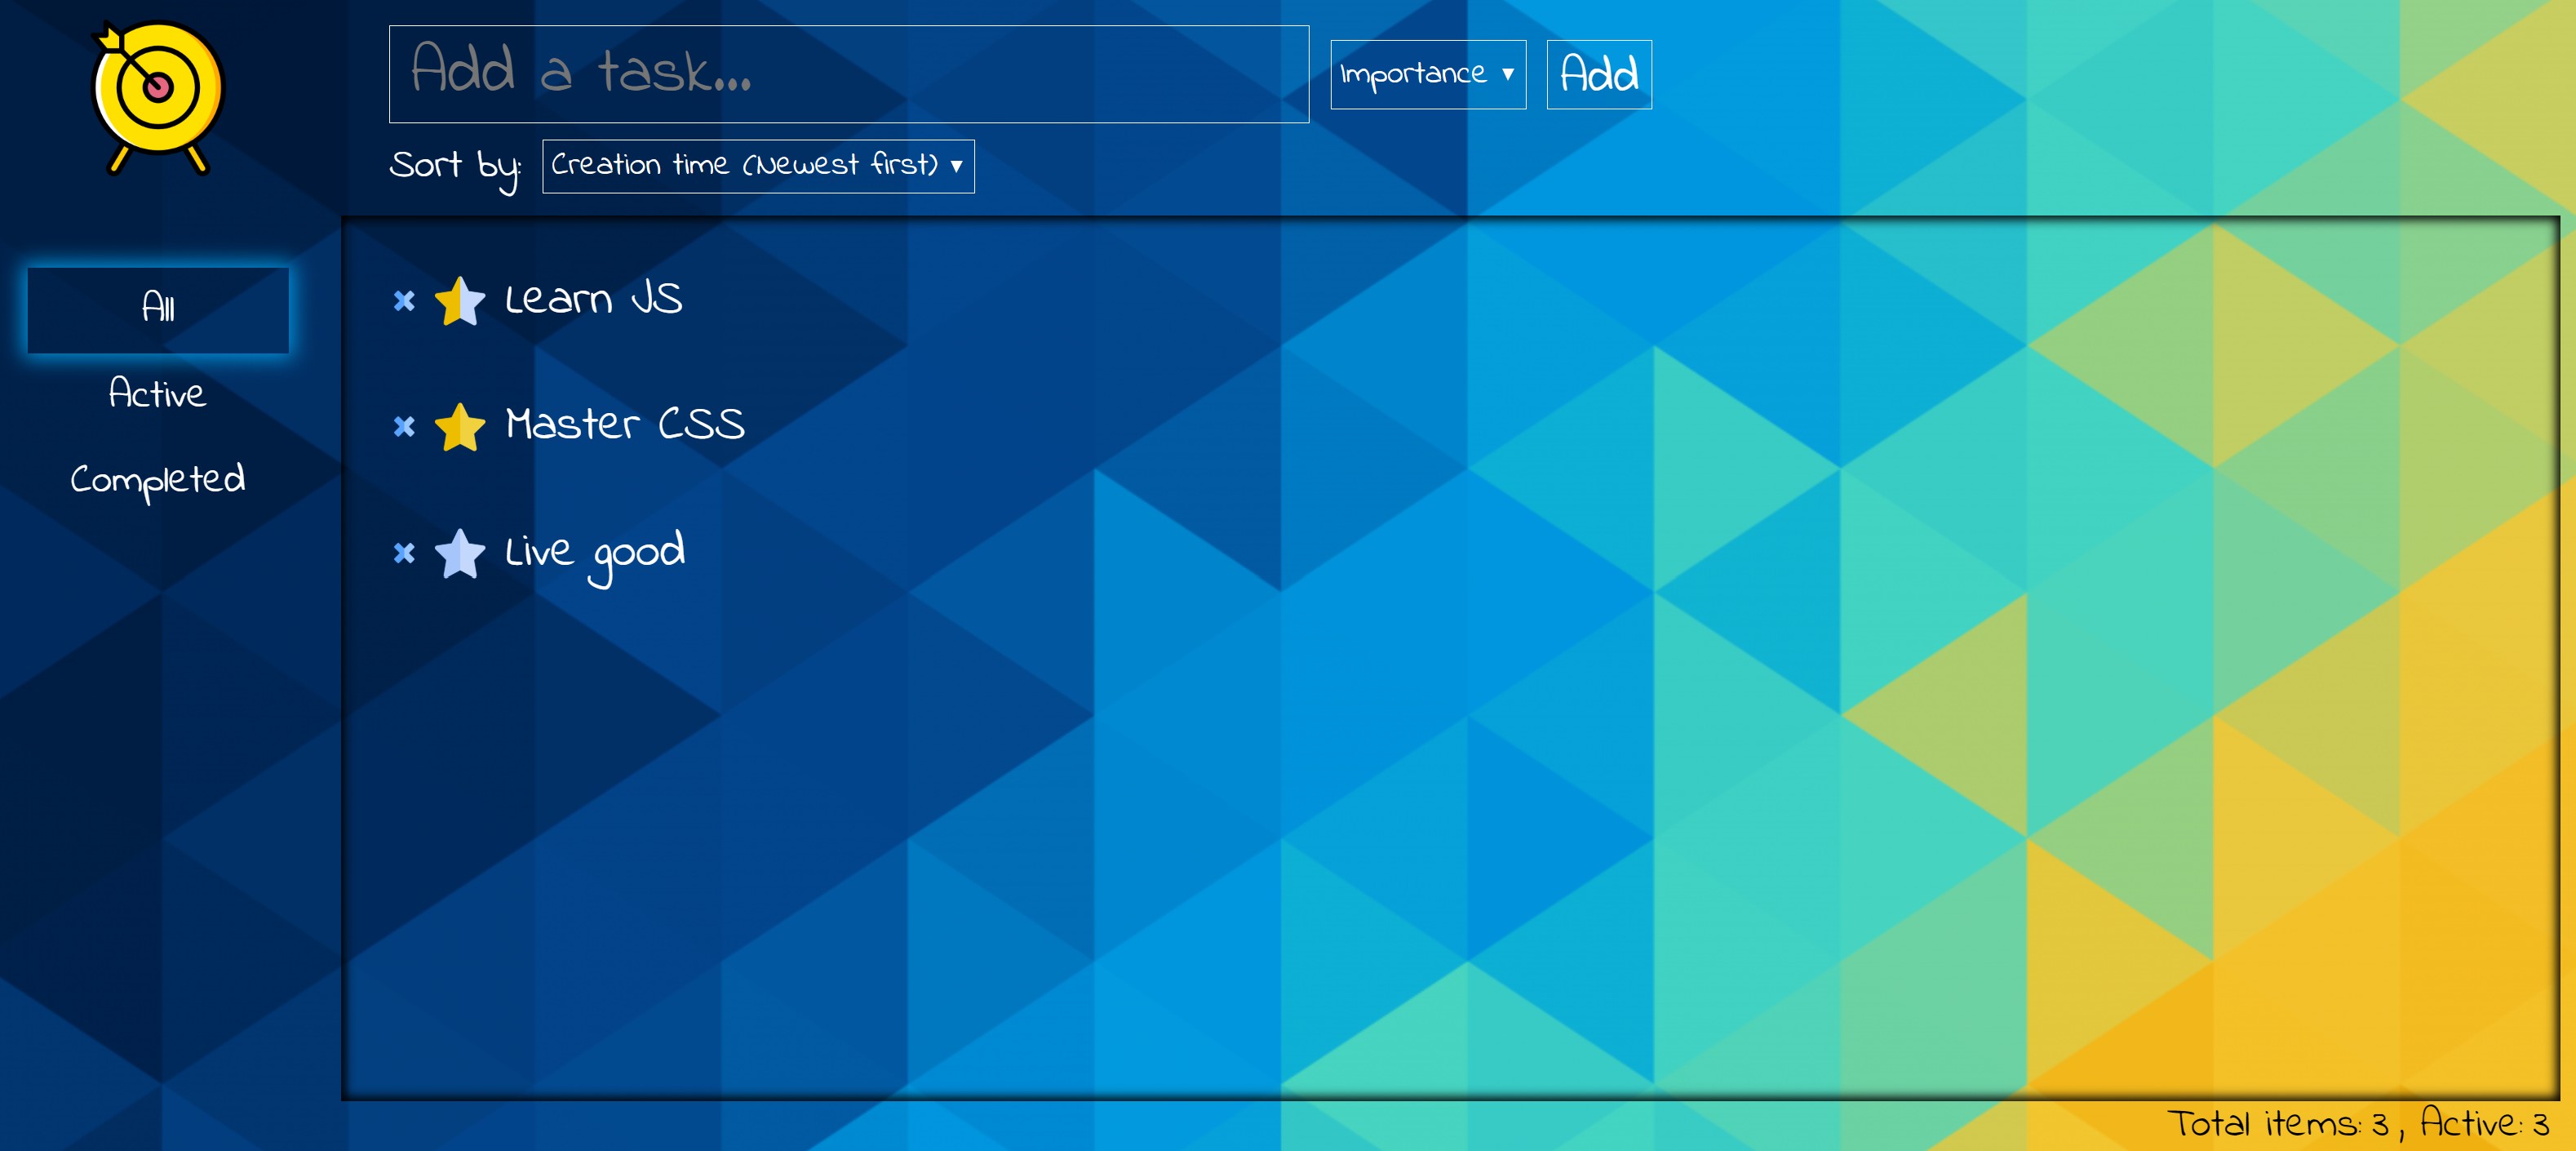 Add a task...
Importance ▼
Add
Sort by:
Creation time (Newest first) ▼
All
Active
Completed
Learn JS
Master CSS
Live good
Total items: 3 , Active: 3